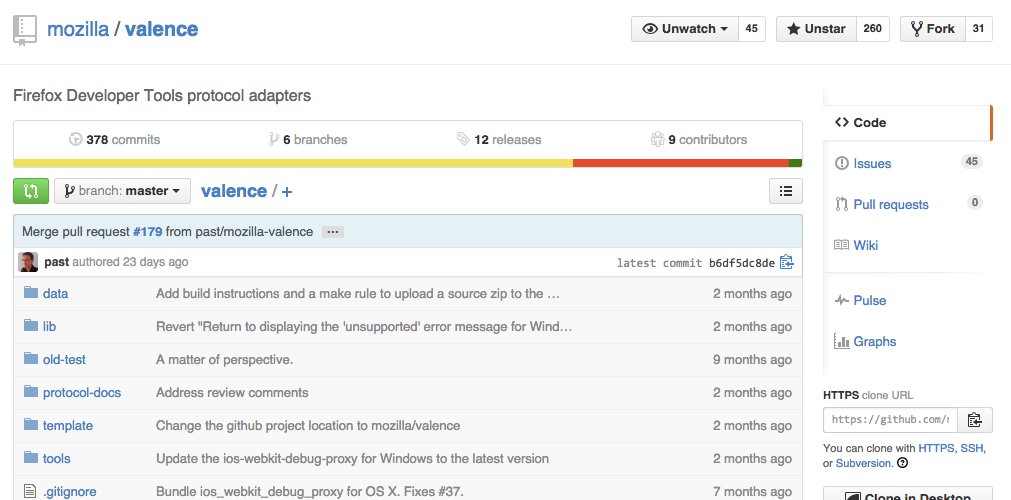 mozilla / valence
Unwatch 45 Unstar 260 Fork 31
Firefox Developer Tools protocol adapters
378 commits 6 branches 12 releases 9 contributors
branch: master valence / +
Merge pull request #179 from past/mozilla-valence ...
past authored 23 days ago latest commit b6df5dc8de
data Add build instructions and a make rule to upload a source zip to the … 2 months ago
lib Revert "Return to displaying the 'unsupported' error message for Wind… 2 months ago
old-test A matter of perspective. 9 months ago
protocol-docs Address review comments 2 months ago
template Change the github project location to mozilla/valence 2 months ago
tools Update the ios-webkit-debug-proxy for Windows to the latest version 2 months ago
.gitignore Bundle ios_webkit_debug_proxy for OS X. Fixes #37. 7 months ago
Code
Issues 45
Pull requests 0
Wiki
Pulse
Graphs
HTTPS clone URL
https://github.com/
You can clone with HTTPS, SSH,
or Subversion.
Clone in Desktop